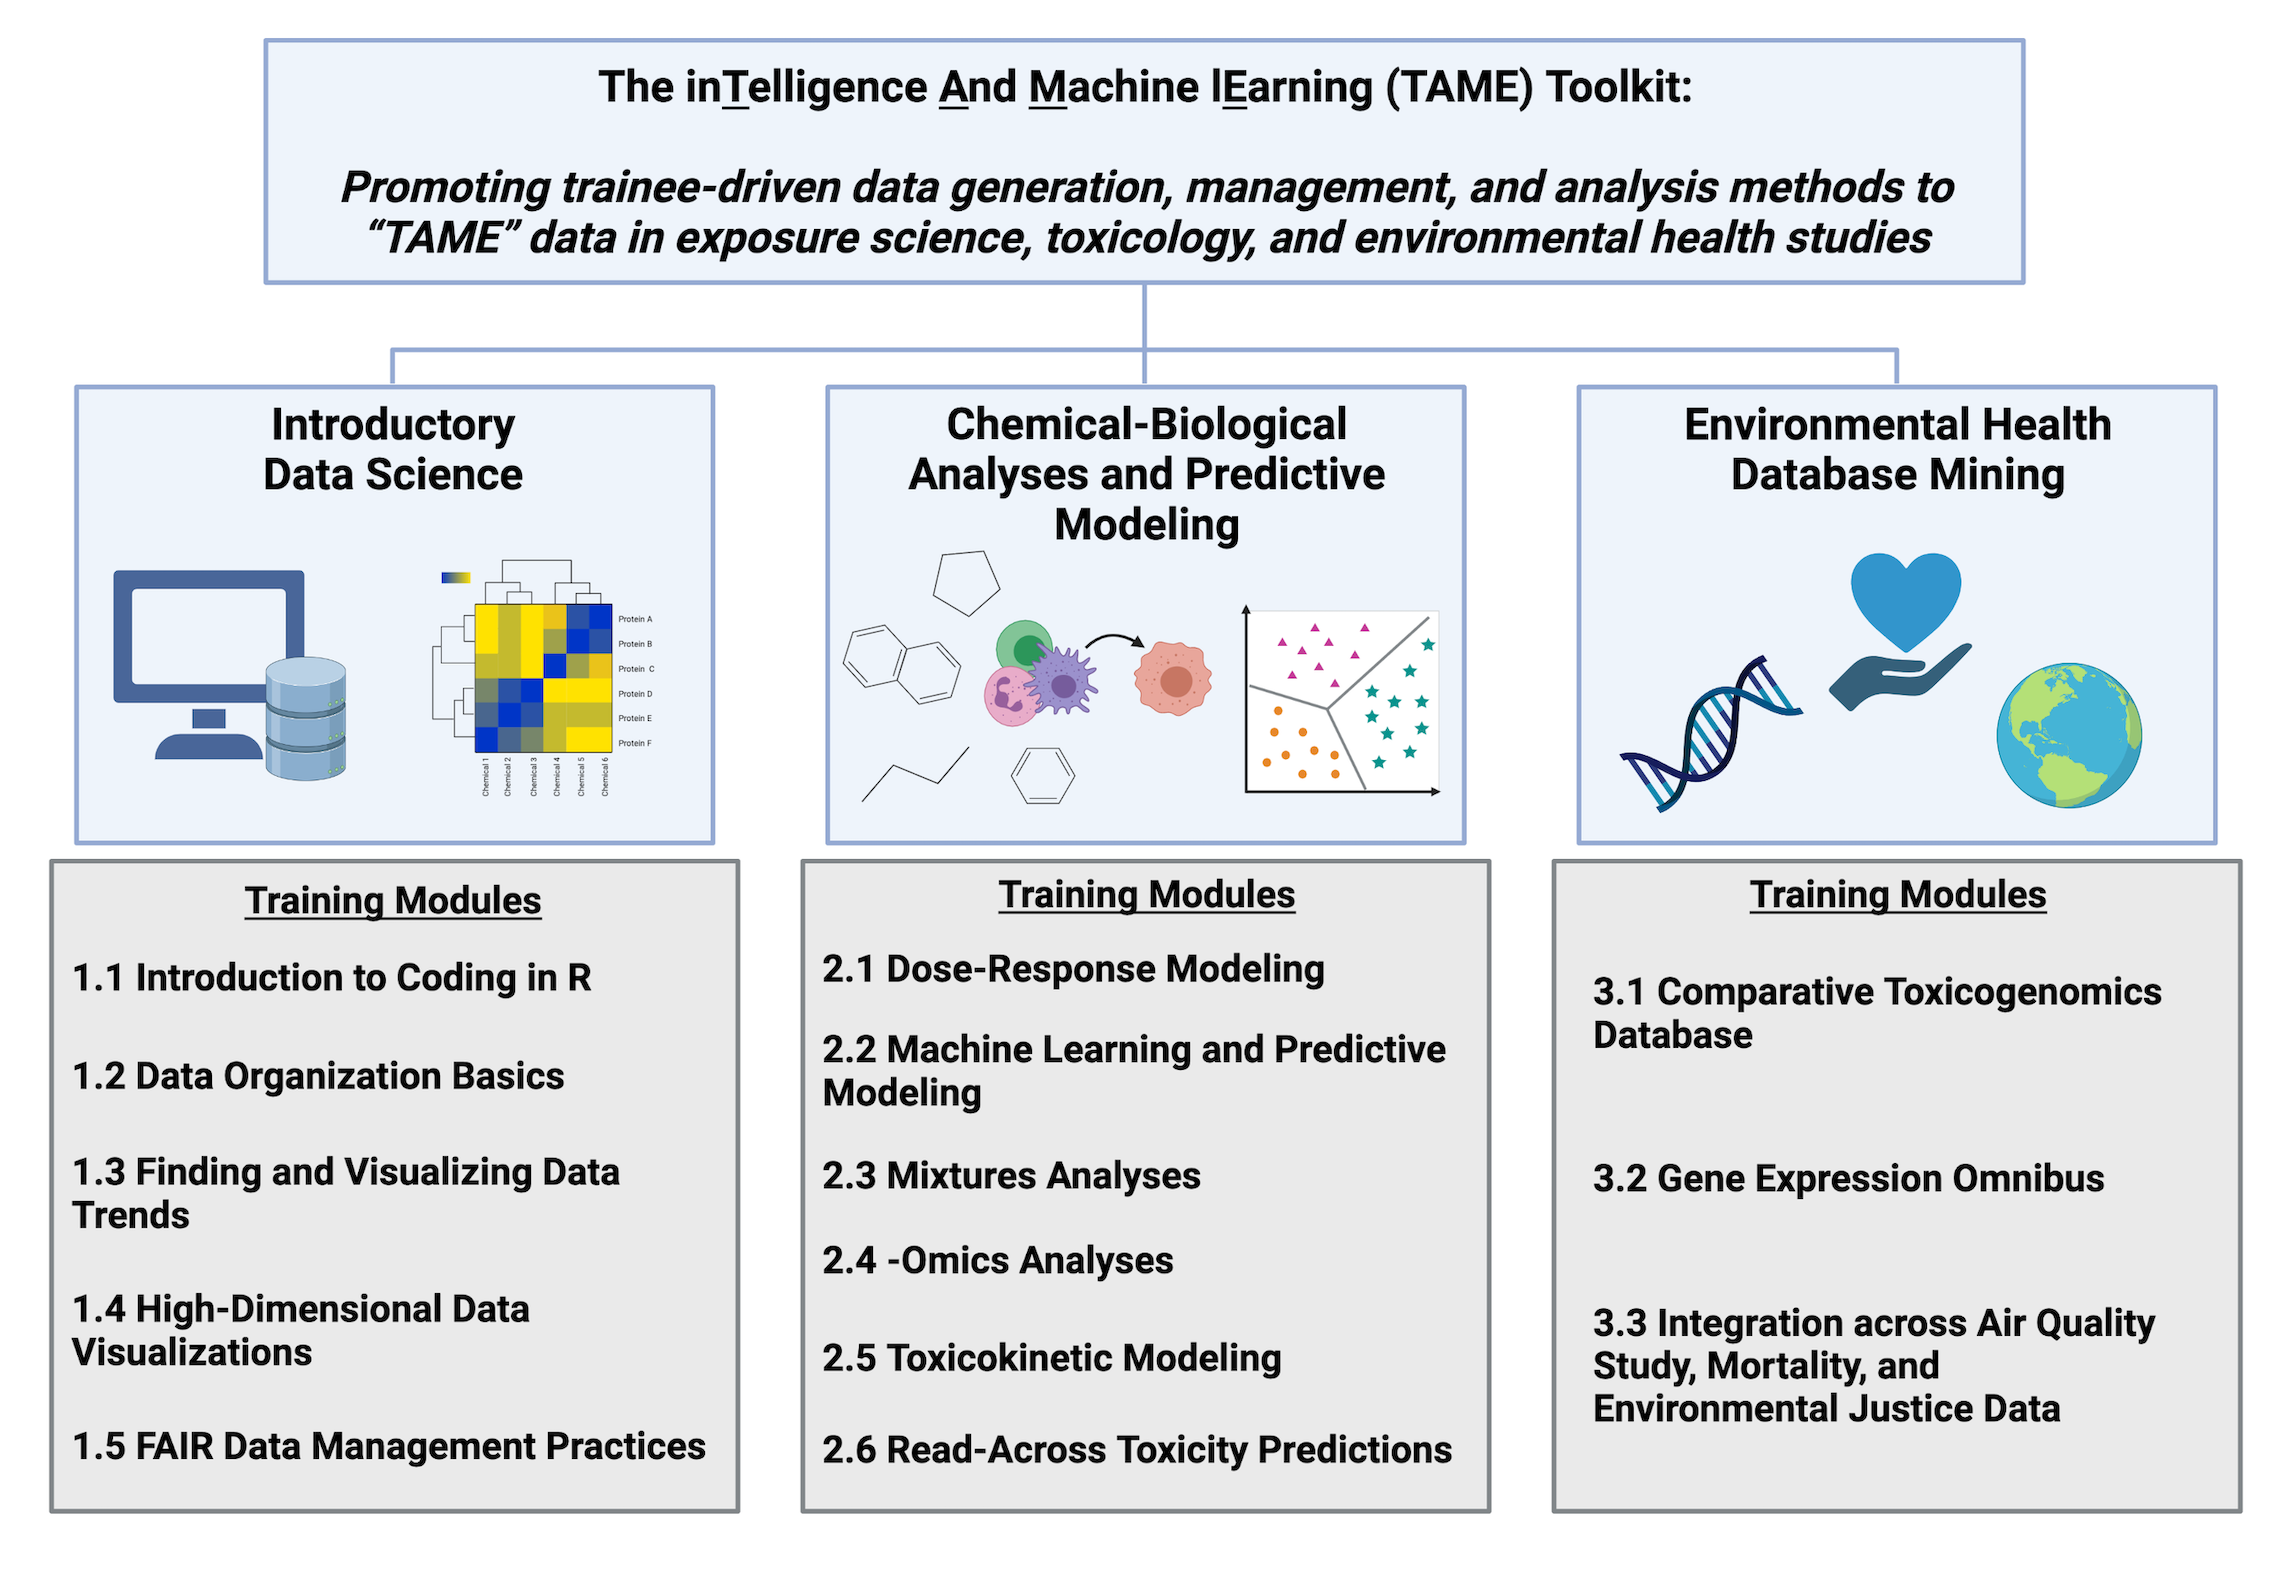 The inTelligence And Machine lEarning (TAME) Toolkit:
Promoting trainee-driven data generation, management, and analysis methods to
“TAME” data in exposure science, toxicology, and environmental health studies
Introductory
Data Science
Protein A
Protein B
Protein C
Protein D
Protein E
Protein F
Chemical 1
Chemical 2
Chemical 3
Chemical 4
Chemical 5
Chemical 6
Chemical-Biological
Analyses and Predictive
Modeling
Environmental Health
Database Mining
Training Modules
1.1 Introduction to Coding in R
1.2 Data Organization Basics
1.3 Finding and Visualizing Data
Trends
1.4 High-Dimensional Data
Visualizations
1.5 FAIR Data Management Practices
Training Modules
2.1 Dose-Response Modeling
2.2 Machine Learning and Predictive
Modeling
2.3 Mixtures Analyses
2.4 -Omics Analyses
2.5 Toxicokinetic Modeling
2.6 Read-Across Toxicity Predictions
Training Modules
3.1 Comparative Toxicogenomics
Database
3.2 Gene Expression Omnibus
3.3 Integration across Air Quality
Study, Mortality, and
Environmental Justice Data